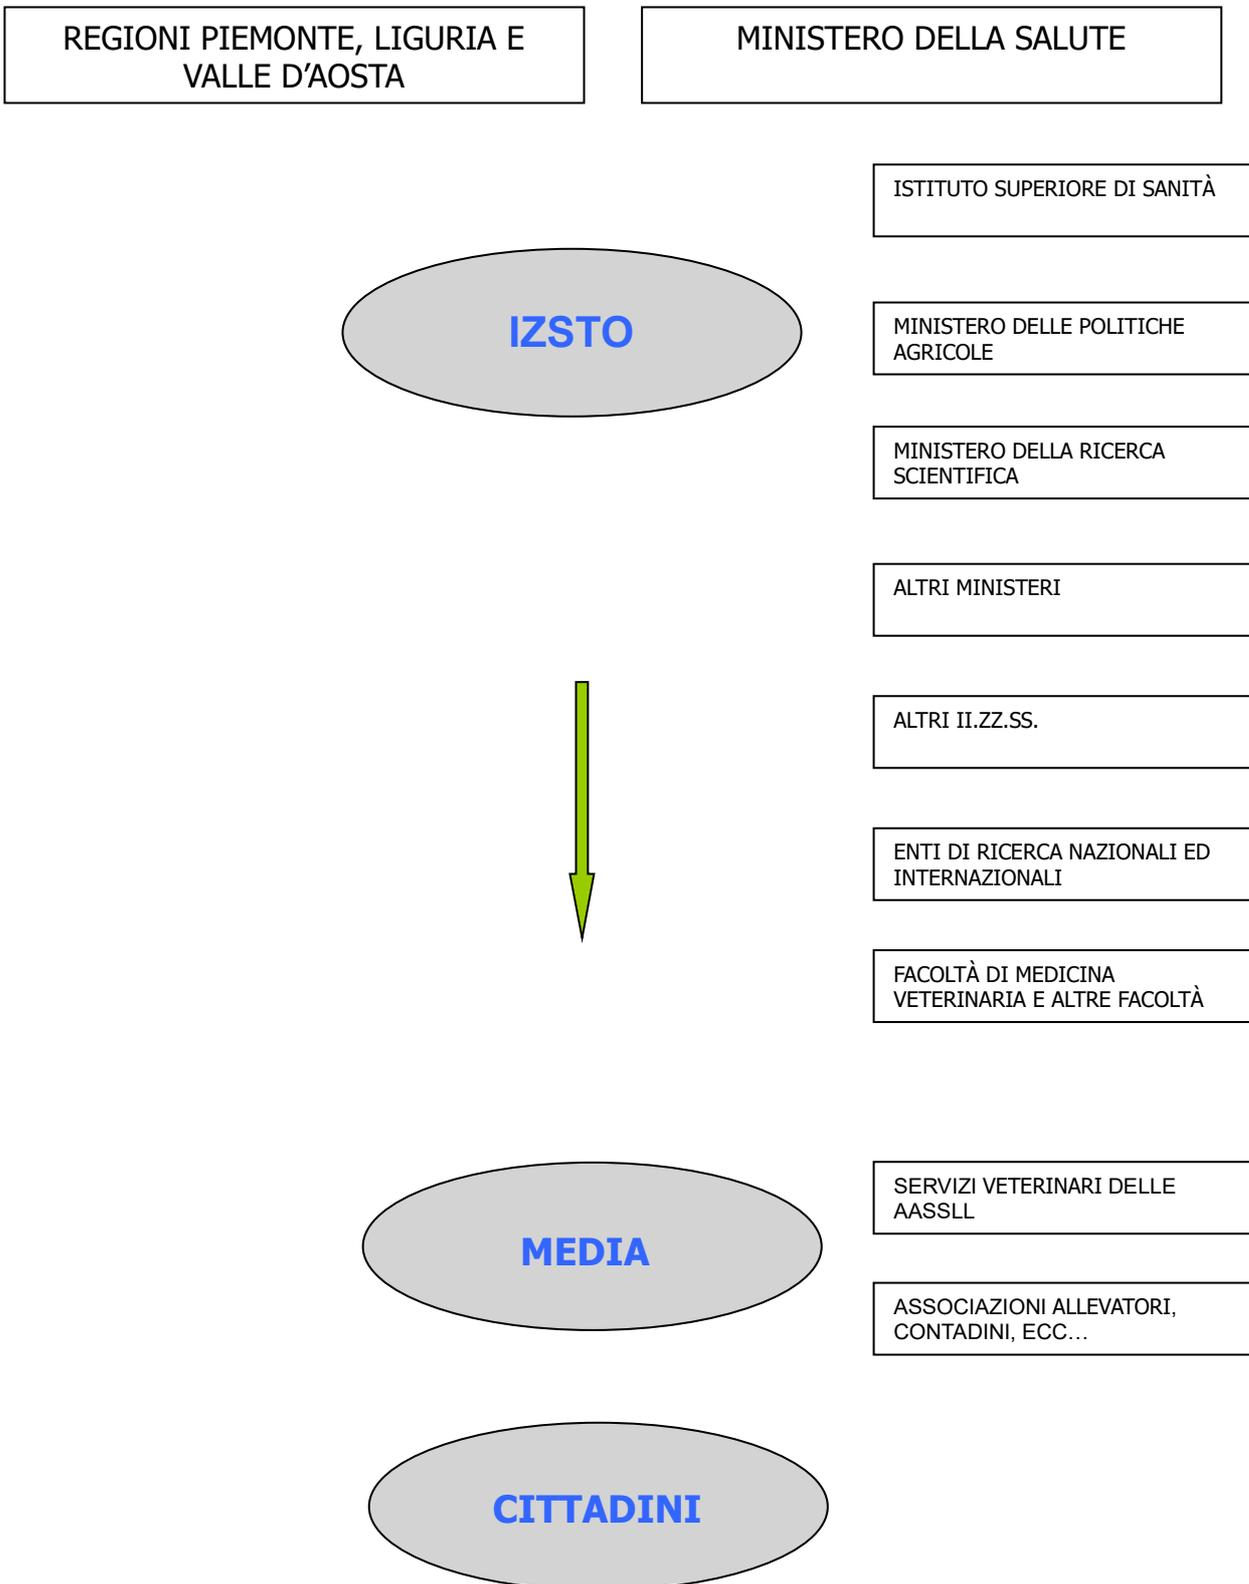 REGIONI PIEMONTE, LIGURIA E
VALLE D’AOSTA
MINISTERO DELLA SALUTE
ISTITUTO SUPERIORE DI SANITÀ
IZSTO
MINISTERO DELLE POLITICHE
AGRICOLE
MINISTERO DELLA RICERCA
SCIENTIFICA
ALTRI MINISTERI
ALTRI II.ZZ.SS.
ENTI DI RICERCA NAZIONALI ED
INTERNAZIONALI
FACOLTÀ DI MEDICINA
VETERINARIA E ALTRE FACOLTÀ
SERVIZI VETERINARI DELLE
AASSLL
MEDIA
ASSOCIAZIONI ALLEVATORI,
CONTADINI, ECC…
CITTADINI